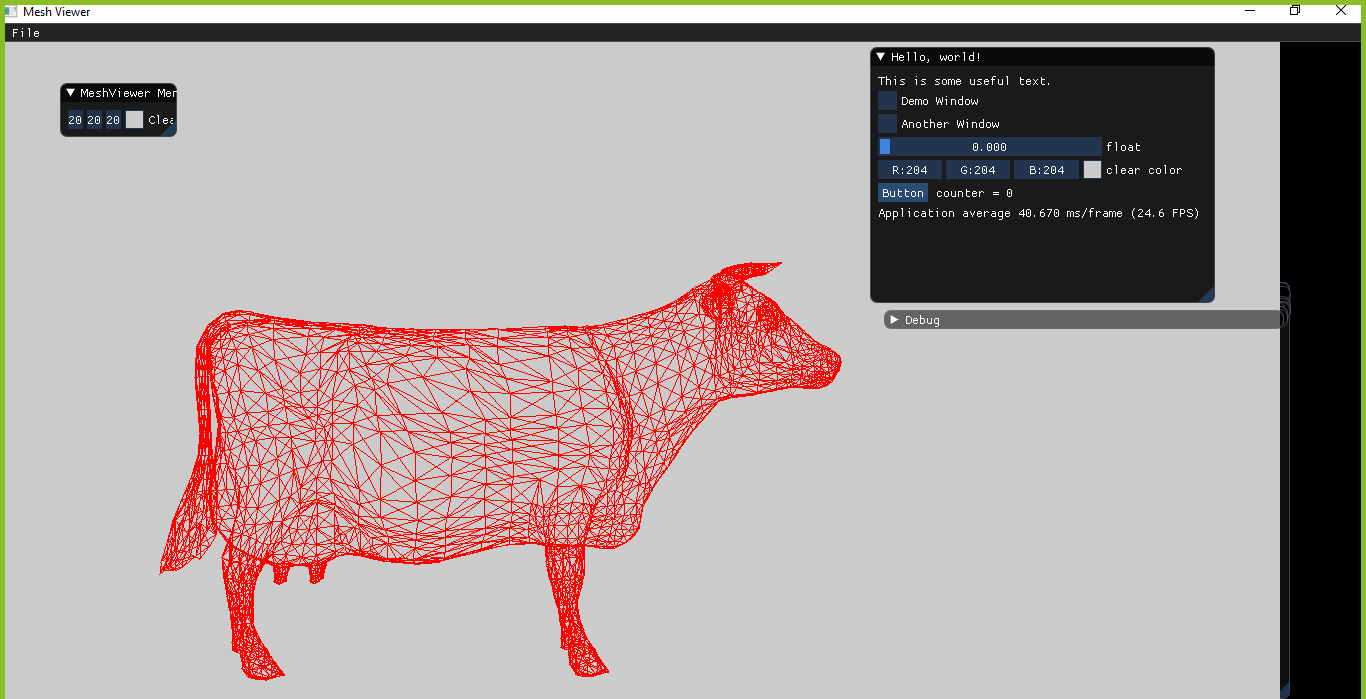 Mesh Viewer
File
Hello, world!
This is some useful text.
MeshViewer
Demo Window
20 20 20
Another Window
0.000 float
R:204 G:204 B:204 clear color
Button counter = 0
Application average 40.670 ms/frame (24.6 FPS)
Debug